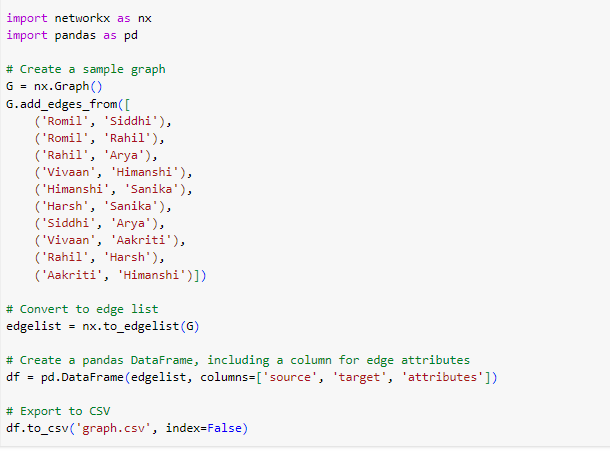 import networkx as nx
import pandas as pd

# Create a sample graph
G = nx.Graph()
G.add_edges_from([
    ('Romil', 'Siddhi'),
    ('Romil', 'Rahil'),
    ('Rahil', 'Arya'),
    ('Vivaan', 'Himanshi'),
    ('Himanshi', 'Sanika'),
    ('Harsh', 'Sanika'),
    ('Siddhi', 'Arya'),
    ('Vivaan', 'Aakriti'),
    ('Rahil', 'Harsh'),
    ('Aakriti', 'Himanshi')])

# Convert to edge list
edgelist = nx.to_edgelist(G)

# Create a pandas DataFrame, including a column for edge attributes
df = pd.DataFrame(edgelist, columns=['source', 'target', 'attributes'])

# Export to CSV
df.to_csv('graph.csv', index=False)